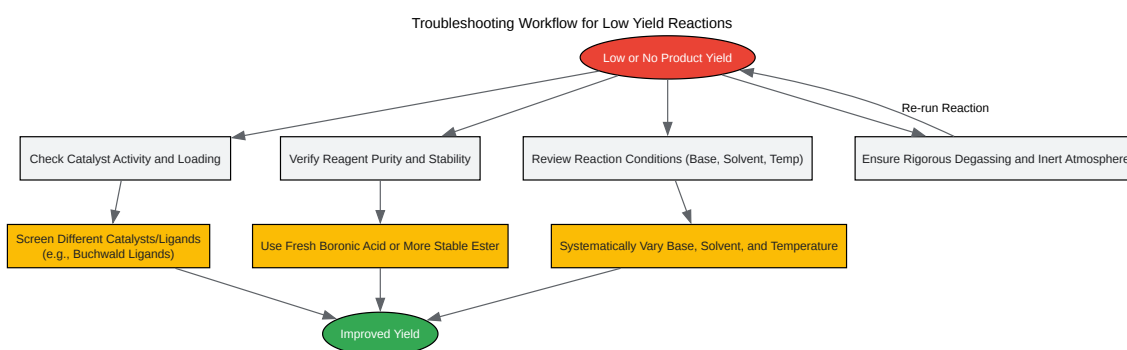 Troubleshooting Workflow for Low Yield Reactions
Low or No Product Yield
Re-run Reaction
Check Catalyst Activity and Loading
Verify Reagent Purity and Stability
Review Reaction Conditions (Base, Solvent, Temp)
Ensure Rigorous Degassing and Inert Atmosphere
Screen Different Catalysts/Ligands
(e.g., Buchwald Ligands)
Use Fresh Boronic Acid or More Stable Ester
Systematically Vary Base, Solvent, and Temperature
Improved Yield